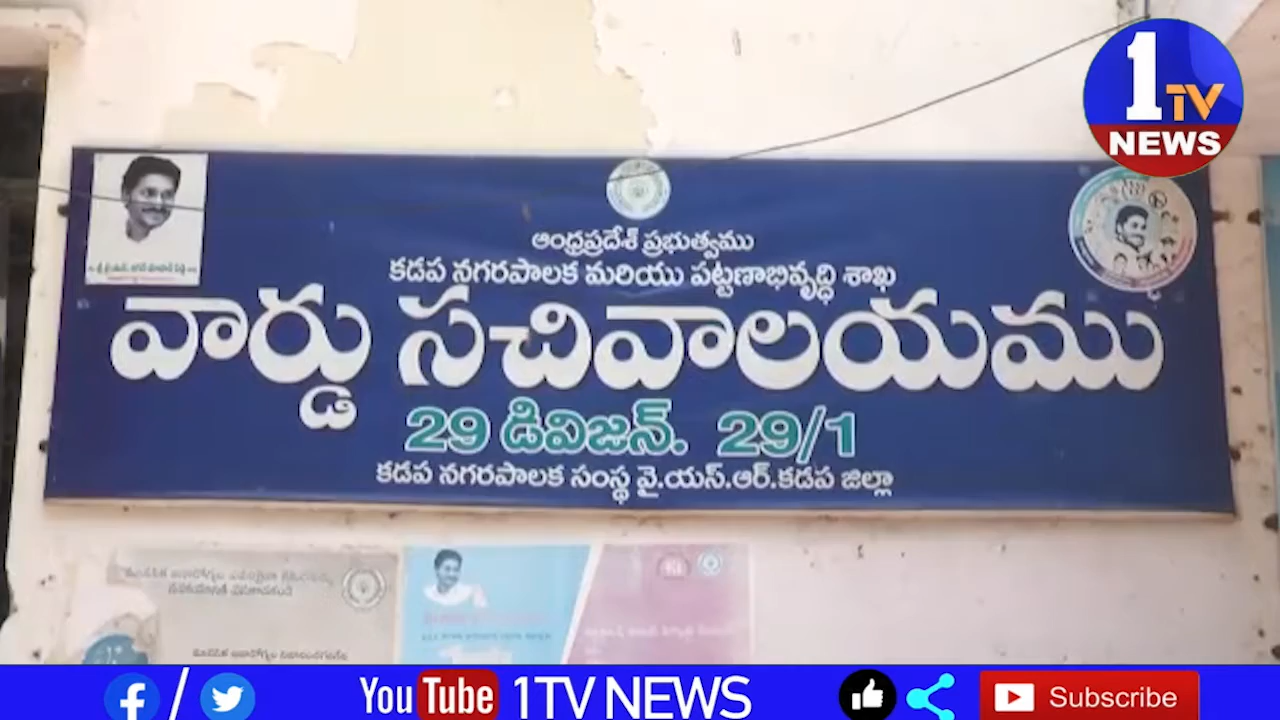 1TV
NEWS
ఆంధ్రప్రదేశ్ ప్రభుత్వము
కడప నగరపాలక మరియు పట్టణాభివృద్ధి శాఖ
వార్డు సచివాలయము
29 డివిజన్. 29/1
కడప నగరపాలక సంస్థ వై.యస్.ఆర్.కడప జిల్లా
YouTube 1TV NEWS
Subscribe